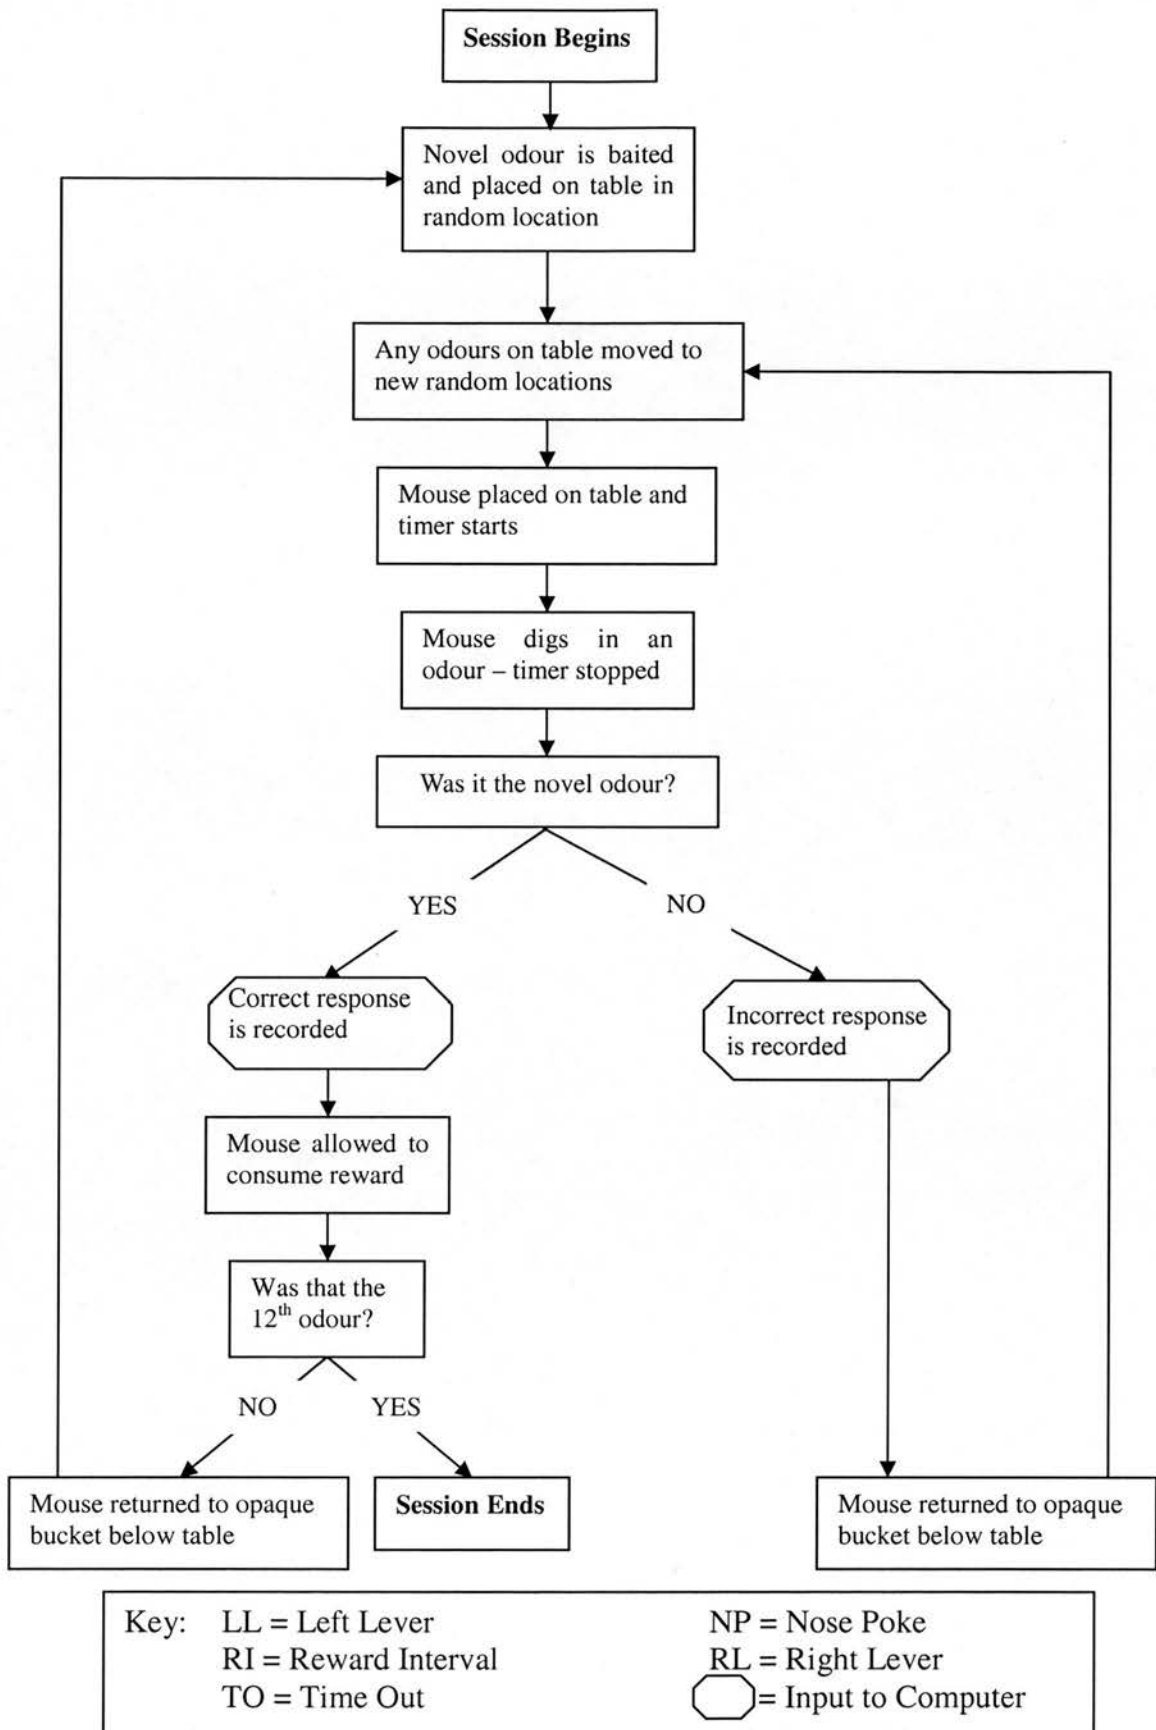 Session Begins
Novel odour is baited
and placed on table in
random location
Any odours on table moved to
new random locations
Mouse placed on table and
timer starts
Mouse digs in an
odour – timer stopped
Was it the novel odour?
YES
NO
Correct response
is recorded
Incorrect response
is recorded
Mouse allowed to
consume reward
Was that the
12th odour?
NO
YES
Mouse returned to opaque
bucket below table
Session Ends
Mouse returned to opaque
bucket below table
Key: LL = Left Lever NP = Nose Poke
RI = Reward Interval RL = Right Lever
TO = Time Out = Input to Computer